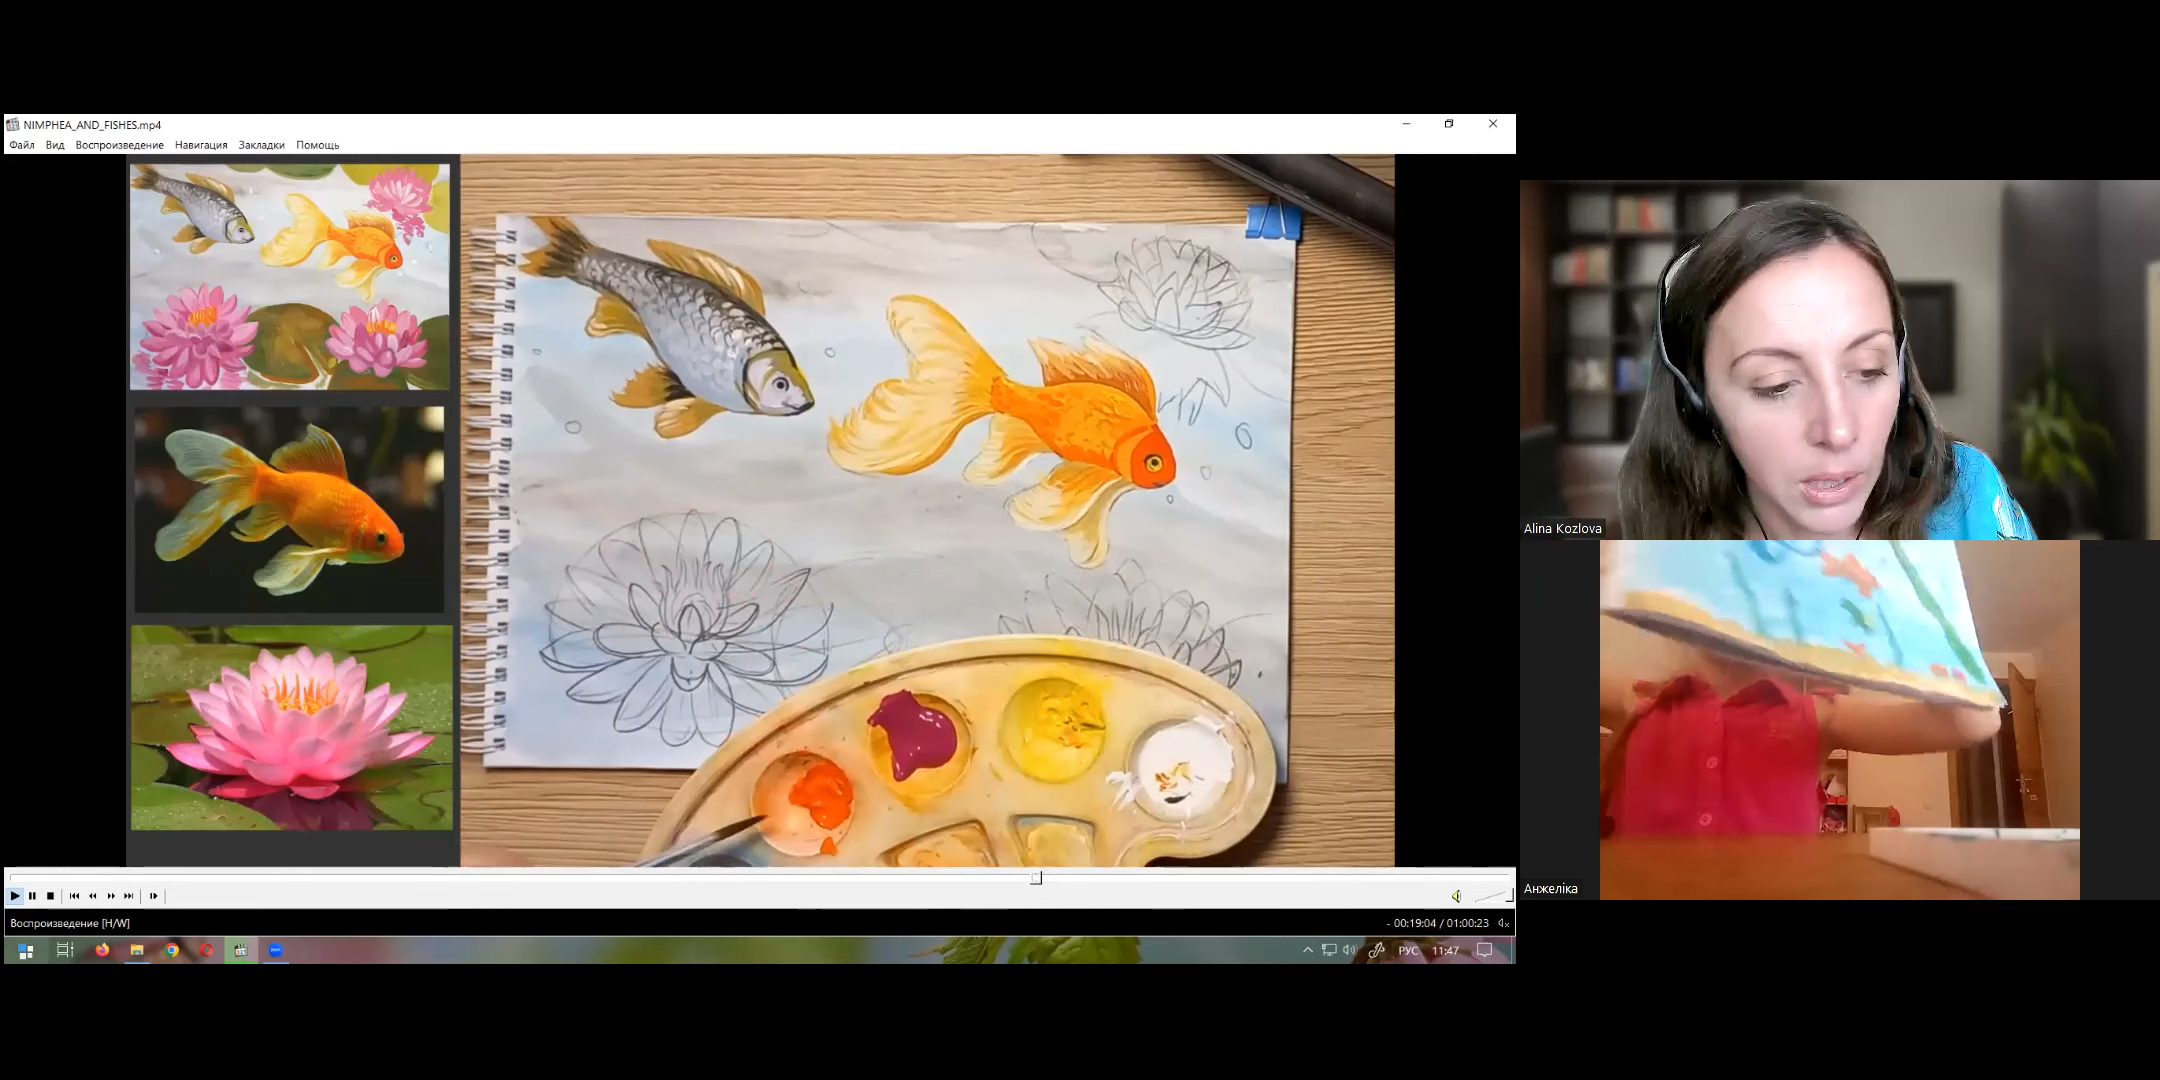 NIMPHEA_AND_FISHES.mp4
Файл Вид Воспроизведение Навигация Закладки Помощь
Alina Kozlova
Анжеліка
Воспроизведение [H/W]
- 00:19:04 / 01:00:23
РУС 11:47